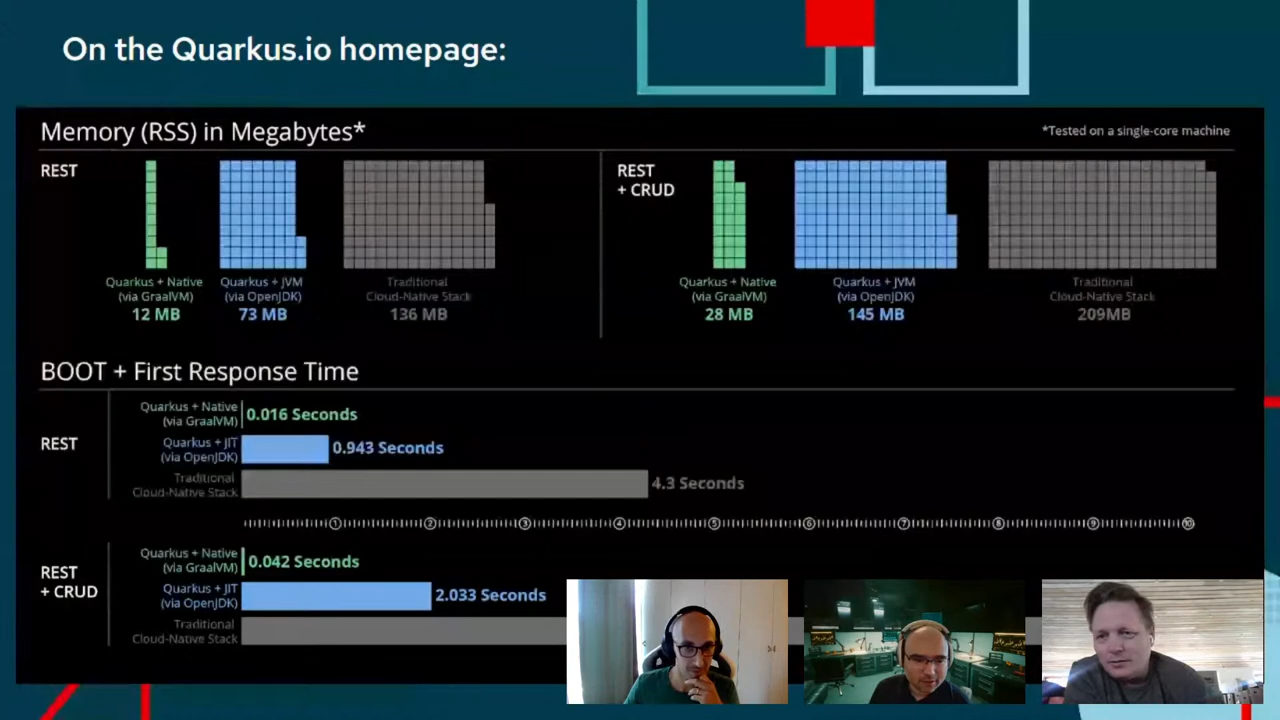 On the Quarkus.io homepage:
Memory (RSS) in Megabytes*
*Tested on a single-core machine
REST
Quarkus + Native
(via GraalVM)
12 MB
Quarkus + JVM
(via OpenJDK)
73 MB
Traditional
Cloud-Native Stack
136 MB
REST
+ CRUD
Quarkus + Native
(via GraalVM)
28 MB
Quarkus + JVM
(via OpenJDK)
145 MB
Traditional
Cloud-Native Stack
209MB
BOOT + First Response Time
REST
Quarkus + Native
(via GraalVM)
0.016 Seconds
Quarkus + JIT
(via OpenJDK)
0.943 Seconds
Traditional
Cloud-Native Stack
4.3 Seconds
1 2 3 4 5 6 7 8 9 10
REST
+ CRUD
Quarkus + Native
(via GraalVM)
0.042 Seconds
Quarkus + JIT
(via OpenJDK)
2.033 Seconds
Traditional
Cloud-Native Stack